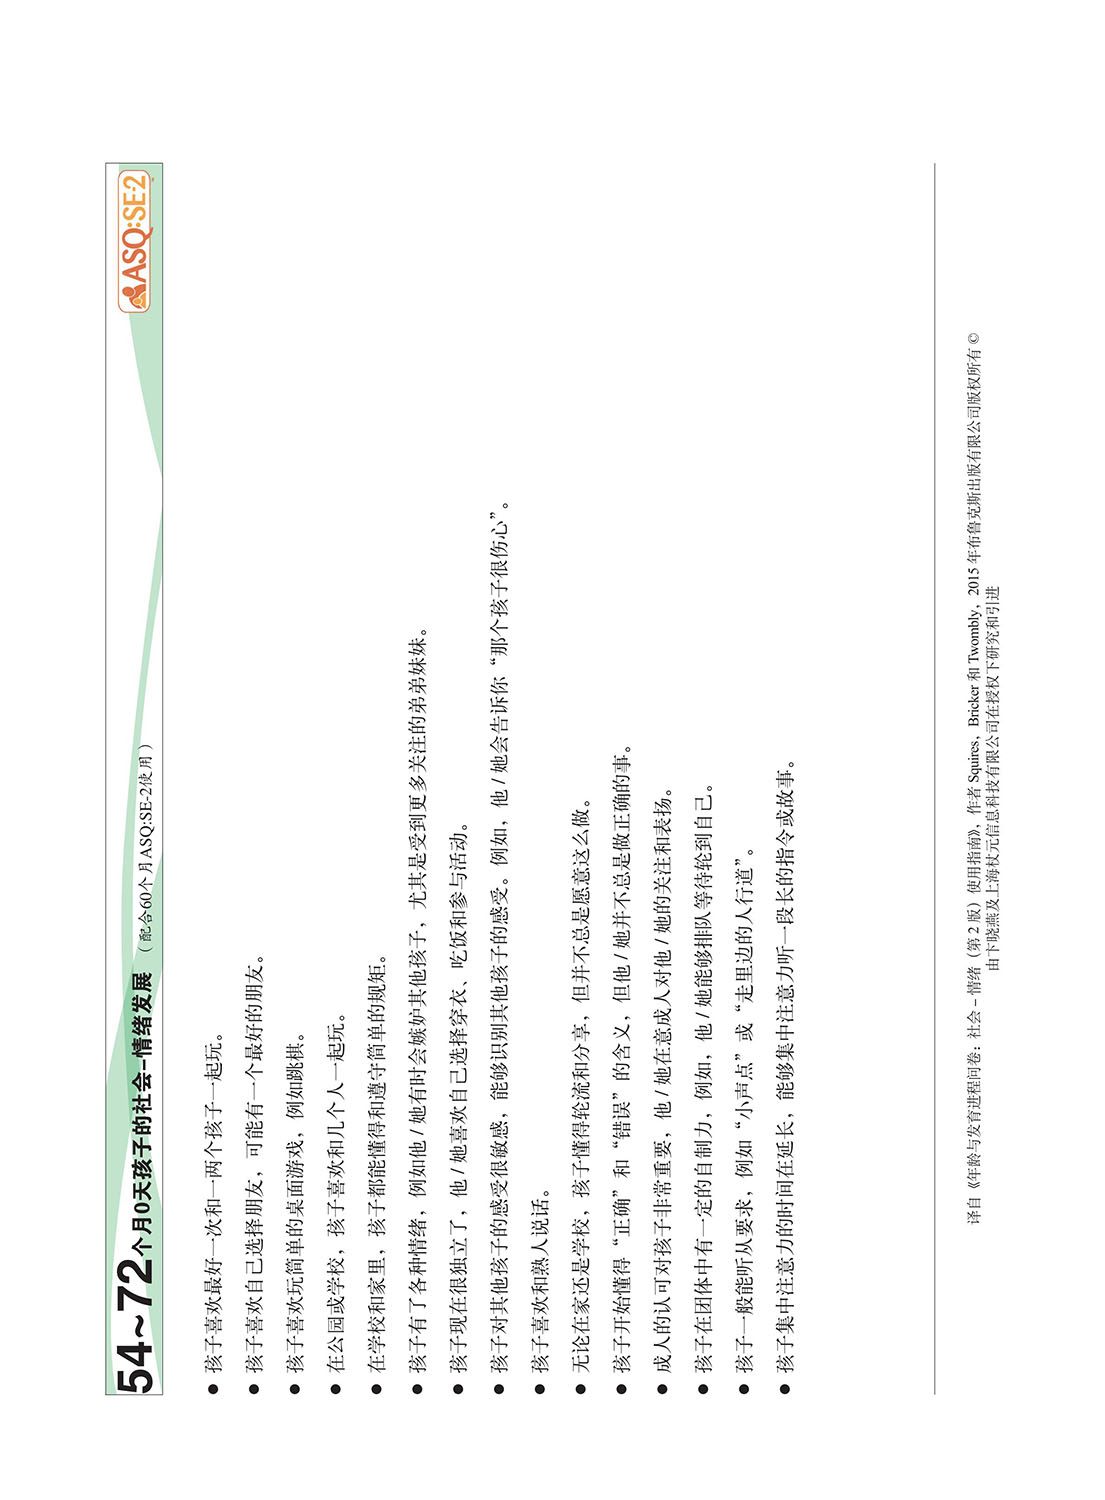 54~72个月0天孩子的社会–情绪发展 （配合60个月ASQ:SE-2使用）
ASQ:SE-2
● 孩子喜欢最好一次和一两个孩子一起玩。
● 孩子喜欢自己选择朋友，可能有一个最好的朋友。
● 孩子喜欢玩简单的桌面游戏，例如跳棋。
● 在公园或学校，孩子喜欢和几个人一起玩。
● 在学校和家里，孩子都能懂得和遵守简单的规矩。
● 孩子有了各种情绪，例如他/她有时会嫉妒其他孩子，尤其是受到更多关注的弟弟妹妹。
● 孩子现在很独立了，他/她喜欢自己选择穿衣、吃饭和参与活动。
● 孩子对其他孩子的感受很敏感，能够识别其他孩子的感受。例如，他/她会告诉你“那个孩子很伤心”。
● 孩子喜欢和熟人说话。
● 无论在家还是学校，孩子懂得轮流和分享，但并不总是愿意这么做。
● 孩子开始懂得“正确”和“错误”的含义，但他/她并不总是做正确的事。
● 成人的认可对孩子非常重要，他/她在意成人对他/她的关注和表扬。
● 孩子在团体中有一定的自制力，例如，他/她能够排队等待轮到自己。
● 孩子一般能听从要求，例如“小声点”或“走里边的人行道”。
● 孩子集中注意力的时间在延长，能够集中注意力听一段长的指令或故事。
译自《年龄与发育进程问卷：社会–情绪（第2版）使用指南》，作者 Squires，Bricker 和 Twombly，2015 年布鲁克斯出版有限公司版权所有 ©
由卞晓燕及上海杖元信息科技有限公司在授权下研究和引进